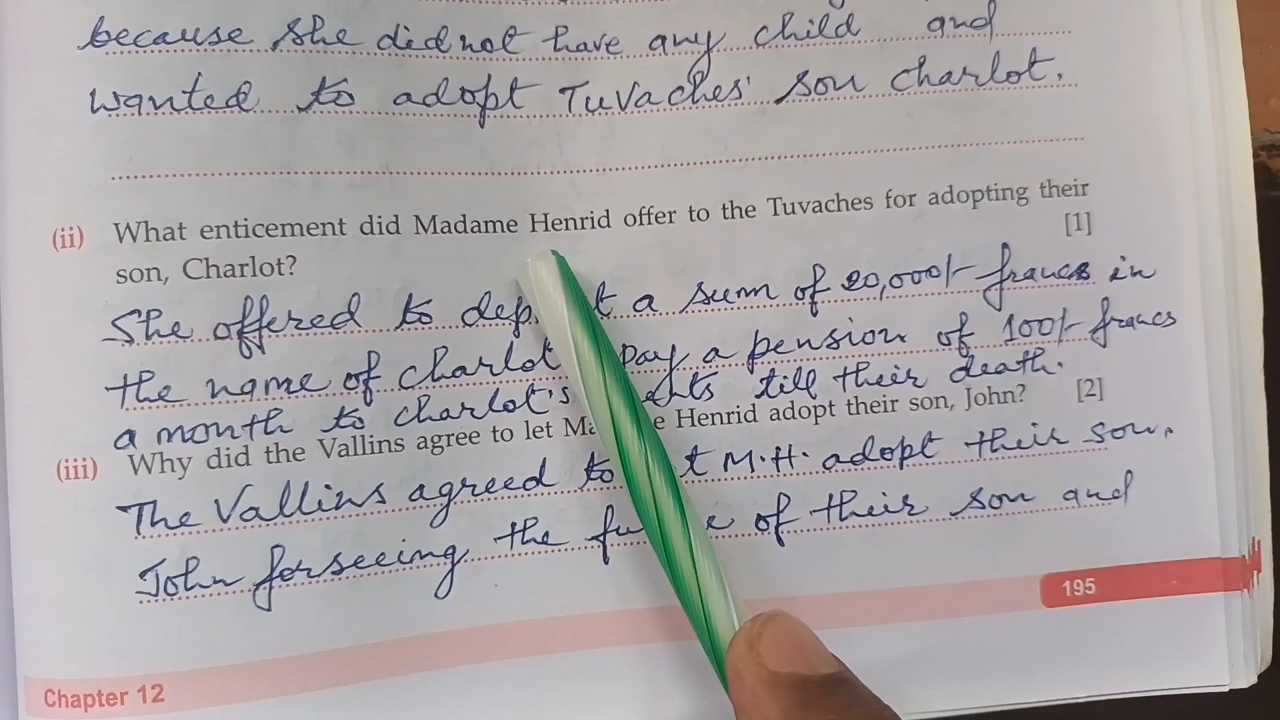 because she did not have any child and
wanted to adopt Tuvaches' son charlot.
(ii) What enticement did Madame Henrid offer to the Tuvaches for adopting their
son, Charlot? [1]
She offered to dep t a sum of 20,000/- francs in
the name of charlot pay a pension of 100/- francs
a month to charlot's ents till their death.
(iii) Why did the Vallins agree to let Ma e Henrid adopt their son, John? [2]
The Vallins agreed to t M.H. adopt their son.
John forseeing the fu e of their son and
195
Chapter 12